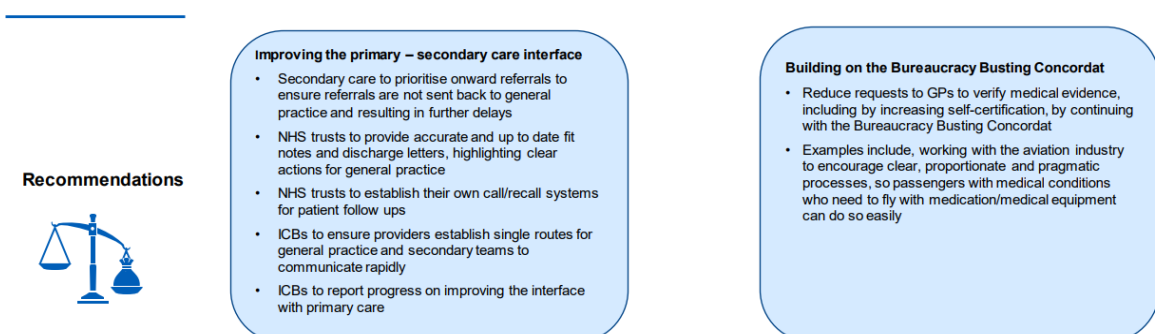 Recommendations
Improving the primary – secondary care interface
• Secondary care to prioritise onward referrals to
ensure referrals are not sent back to general
practice and resulting in further delays
• NHS trusts to provide accurate and up to date fit
notes and discharge letters, highlighting clear
actions for general practice
• NHS trusts to establish their own call/recall systems
for patient follow ups
• ICBs to ensure providers establish single routes for
general practice and secondary teams to
communicate rapidly
• ICBs to report progress on improving the interface
with primary care
Building on the Bureaucracy Busting Concordat
• Reduce requests to GPs to verify medical evidence,
including by increasing self-certification, by continuing
with the Bureaucracy Busting Concordat
• Examples include, working with the aviation industry
to encourage clear, proportionate and pragmatic
processes, so passengers with medical conditions
who need to fly with medication/medical equipment
can do so easily